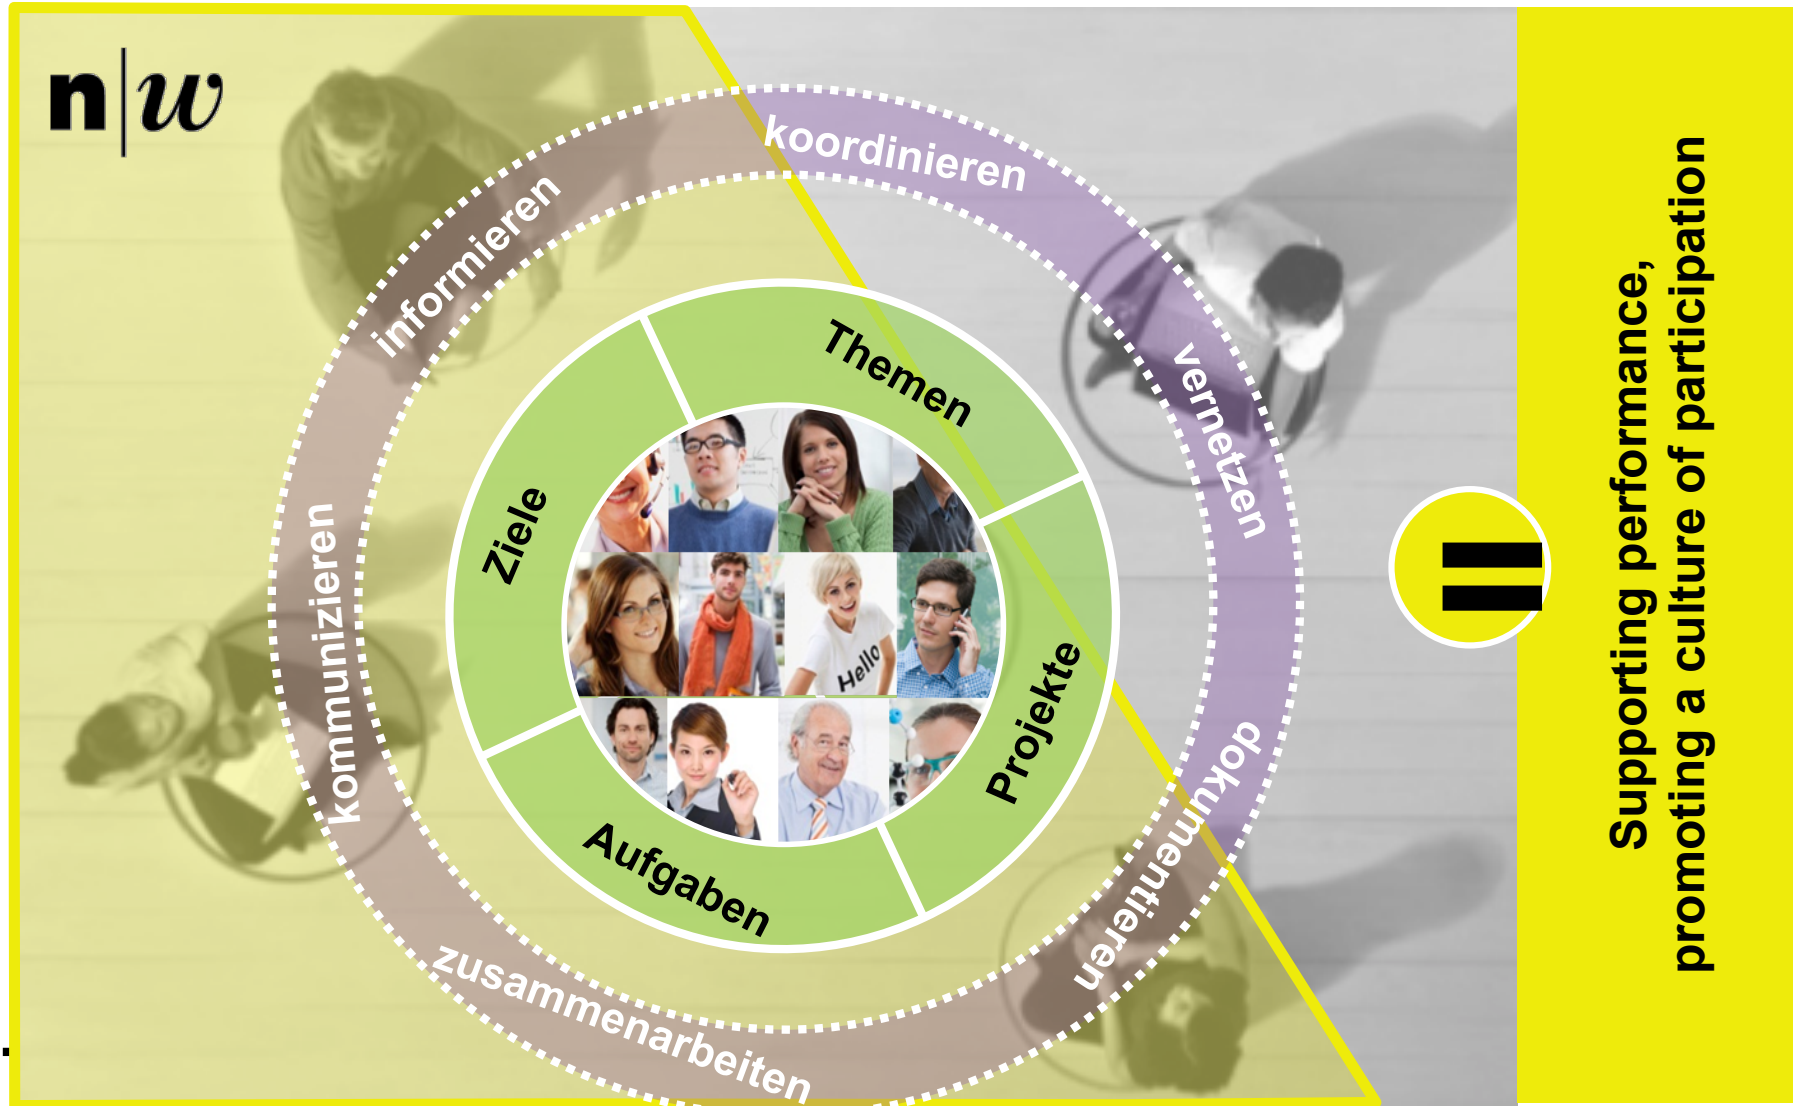 n|w
koordinieren
informieren
vernetzen
Themen
Ziele
kommunizieren
Hello
Projekte
dokumentieren
Aufgaben
zusammenarbeiten
=
Supporting performance,
promoting a culture of participation